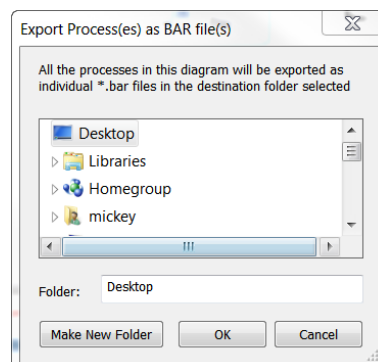 Export Process(es) as BAR file(s)
All the processes in this diagram will be exported as
individual *.bar files in the destination folder selected
Desktop
Libraries
Homegroup
mickey
Folder: Desktop
Make New Folder OK Cancel